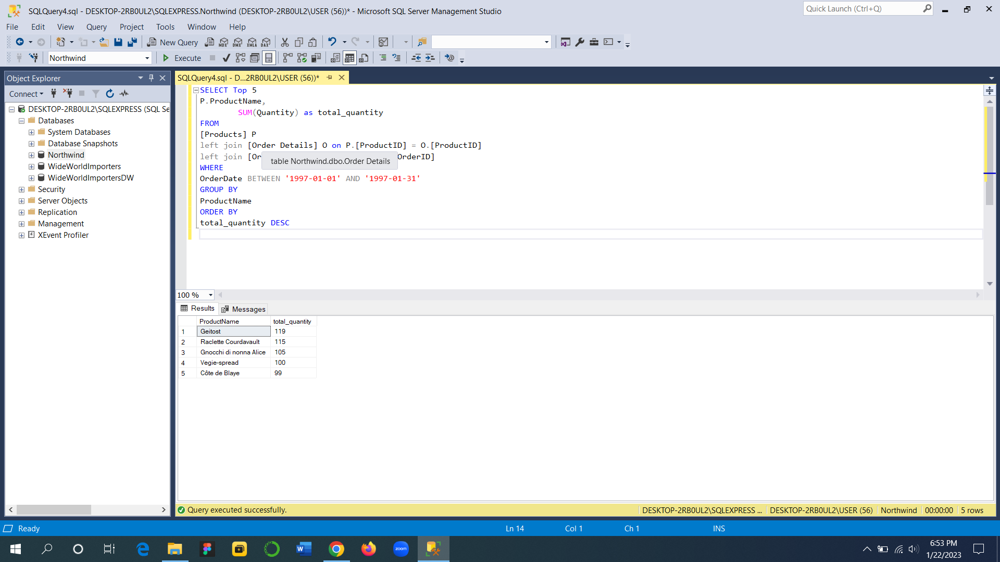 SQLQuery4.sql - DESKTOP-2RB0UL2\SQLEXPRESS.Northwind (DESKTOP-2RB0UL2\USER (56))* - Microsoft SQL Server Management Studio
Quick Launch (Ctrl+Q)
File Edit View Query Project Tools Window Help
New Query MDX DMX XMLA DAX
Northwind Execute
Object Explorer
Connect
DESKTOP-2RB0UL2\SQLEXPRESS (SQL Se
Databases
System Databases
Database Snapshots
Northwind
WideWorldImporters
WideWorldImportersDW
Security
Server Objects
Replication
Management
XEvent Profiler
SQLQuery4.sql - D...2RB0UL2\USER (56))*
SELECT Top 5
P.ProductName,
SUM(Quantity) as total_quantity
FROM
[Products] P
left join [Order Details] O on P.[ProductID] = O.[ProductID]
left join [Or OrderID]
table Northwind.dbo.Order Details
WHERE
OrderDate BETWEEN '1997-01-01' AND '1997-01-31'
GROUP BY
ProductName
ORDER BY
total_quantity DESC
100 %
Results Messages
ProductName total_quantity
1 Geitost 119
2 Raclette Courdavault 115
3 Gnocchi di nonna Alice 105
4 Vegie-spread 100
5 Côte de Blaye 99
Query executed successfully.
DESKTOP-2RB0UL2\SQLEXPRESS ... DESKTOP-2RB0UL2\USER (56) Northwind 00:00:00 5 rows
Ready Ln 14 Col 1 Ch 1 INS
zoom
6:53 PM
1/22/2023